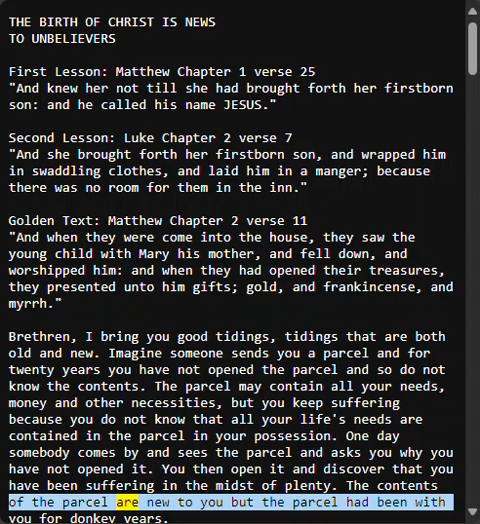 THE BIRTH OF CHRIST IS NEWS
TO UNBELIEVERS
First Lesson: Matthew Chapter 1 verse 25
"And knew her not till she had brought forth her firstborn
son: and he called his name JESUS."
Second Lesson: Luke Chapter 2 verse 7
"And she brought forth her firstborn son, and wrapped him
in swaddling clothes, and laid him in a manger; because
there was no room for them in the inn."
Golden Text: Matthew Chapter 2 verse 11
"And when they were come into the house, they saw the
young child with Mary his mother, and fell down, and
worshipped him: and when they had opened their treasures,
they presented unto him gifts; gold, and frankincense, and
myrrh."
Brethren, I bring you good tidings, tidings that are both
old and new. Imagine someone sends you a parcel and for
twenty years you have not opened the parcel and so do not
know the contents. The parcel may contain all your needs,
money and other necessities, but you keep suffering
because you do not know that all your life's needs are
contained in the parcel in your possession. One day
somebody comes by and sees the parcel and asks you why you
have not opened it. You then open it and discover that you
have been suffering in the midst of plenty. The contents
of the parcel are new to you but the parcel had been with
you for donkey years.